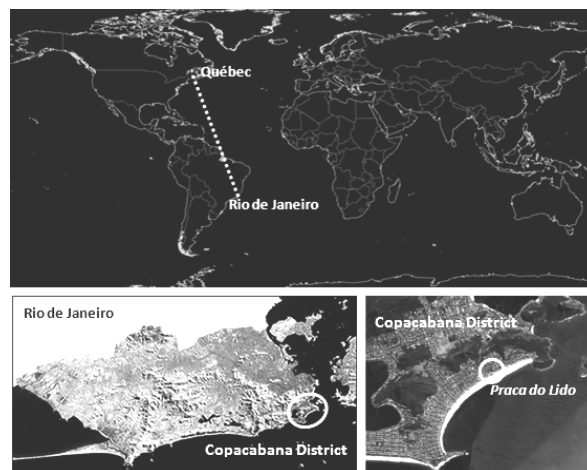 Québec
Rio de Janeiro
Rio de Janeiro
Copacabana District
Copacabana District
Praca do Lido